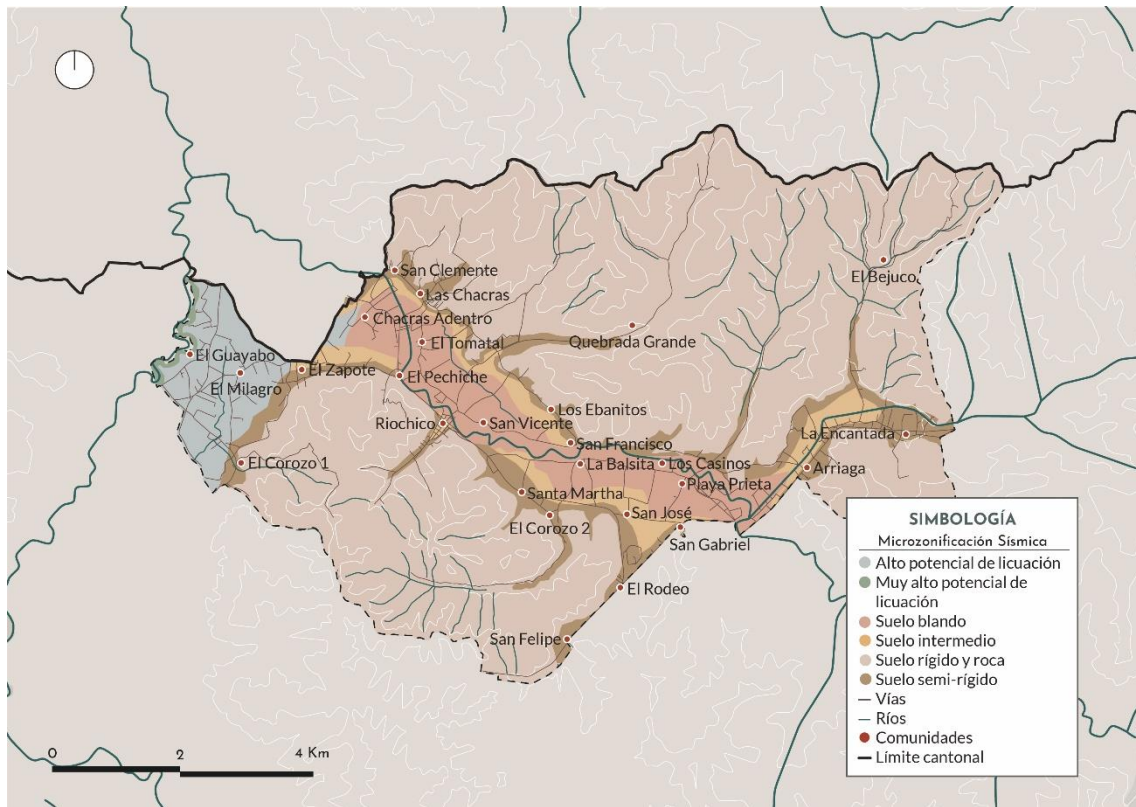 San Clemente
Las Chacras
El Bejuco
Chacras Adentro
El Tomatal
Quebrada Grande
El Guayabo
El Milagro
El Zapote
El Pechiche
Los Ebanitos
Riochico
San Vicente
San Francisco
La Encantada
El Corozo 1
La Balsita
Los Casinos
Arriaga
Playa Prieta
Santa Martha
San José
El Corozo 2
San Gabriel
El Rodeo
San Felipe
SIMBOLOGÍA
Microzonificación Sísmica
Alto potencial de licuación
Muy alto potencial de
licuación
Suelo blando
Suelo intermedio
Suelo rígido y roca
Suelo semi-rígido
Vías
Ríos
Comunidades
Límite cantonal
0 2 4 Km